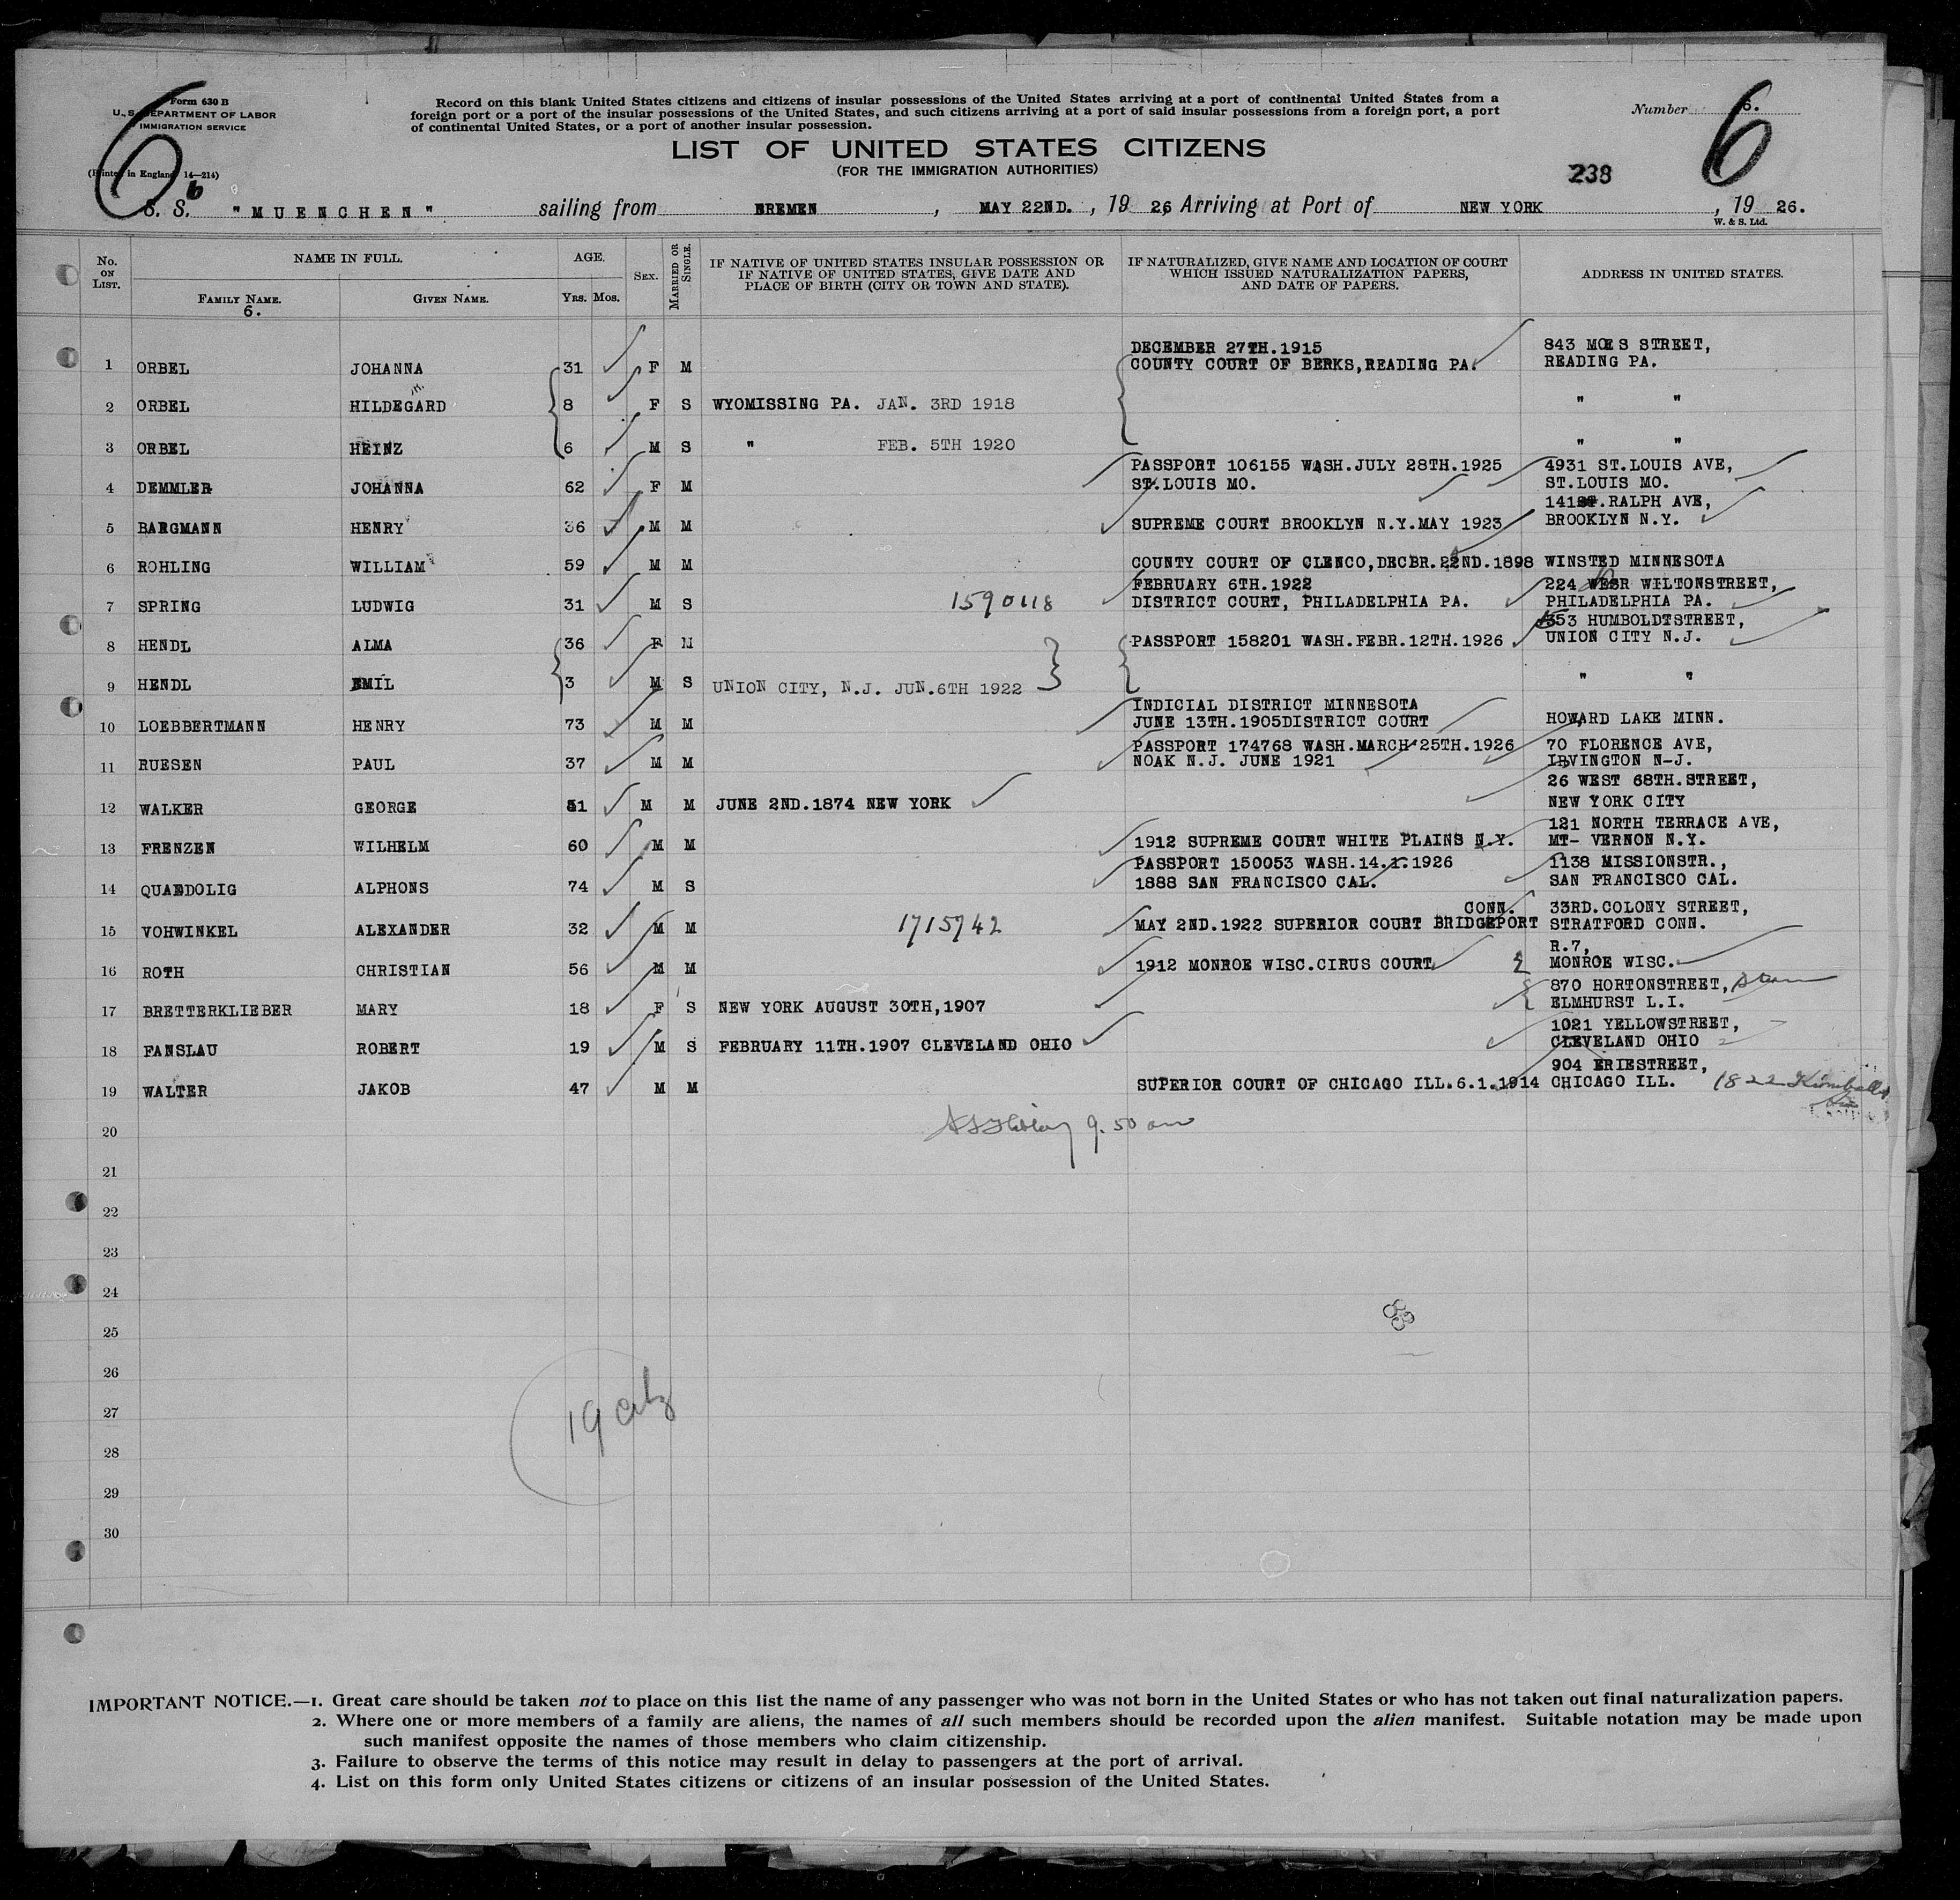 Form 630 B
U. S. DEPARTMENT OF LABOR
IMMIGRATION SERVICE
(Printed in England 14—214)
6
b
Record on this blank United States citizens and citizens of insular possessions of the United States arriving at a port of continental United States from a
foreign port or a port of the insular possessions of the United States, and such citizens arriving at a port of said insular possessions from a foreign port, a port
of continental United States, or a port of another insular possession.
Number 6.
6
LIST OF UNITED STATES CITIZENS
(FOR THE IMMIGRATION AUTHORITIES)
238
S. S. "MUENCHEN" sailing from BREMEN, MAY 22ND., 19 26, Arriving at Port of NEW YORK, 19 26.
W. & S. Ltd.
No. ON LIST.
NAME IN FULL.
FAMILY NAME.
6.
GIVEN NAME.
AGE.
YRS. MOS.
SEX.
MARRIED OR SINGLE.
IF NATIVE OF UNITED STATES INSULAR POSSESSION OR
IF NATIVE OF UNITED STATES, GIVE DATE AND
PLACE OF BIRTH (CITY OR TOWN AND STATE).
IF NATURALIZED, GIVE NAME AND LOCATION OF COURT
WHICH ISSUED NATURALIZATION PAPERS,
AND DATE OF PAPERS.
ADDRESS IN UNITED STATES.
DECEMBER 27TH.1915 843 MOES STREET,
1 ORBEL JOHANNA 31 F M COUNTY COURT OF BERKS,READING PA. READING PA.
2 ORBEL HILDEGARD 8 F S WYOMISSING PA. JAN. 3RD 1918 " "
3 ORBEL HEINZ 6 M S " FEB. 5TH 1920 " "
PASSPORT 106155 WASH.JULY 28TH.1925 4931 ST.LOUIS AVE,
4 DEMMLER JOHANNA 62 F M ST.LOUIS MO. ST.LOUIS MO.
141ST.RALPH AVE,
5 BARGMANN HENRY 36 M M SUPREME COURT BROOKLYN N.Y.MAY 1923 BROOKLYN N.Y.
6 ROHLING WILLIAM 59 M M COUNTY COURT OF CLENCO,DECBR.22ND.1898 WINSTED MINNESOTA
FEBRUARY 6TH.1922 224 WESR WILTONSTREET,
7 SPRING LUDWIG 31 M S 1590118 DISTRICT COURT, PHILADELPHIA PA. PHILADELPHIA PA.
353 HUMBOLDTSTREET,
8 HENDL ALMA 36 F M PASSPORT 158201 WASH.FEBR.12TH.1926 UNION CITY N.J.
9 HENDL EMIL 3 M S UNION CITY, N.J. JUN.6TH 1922 " "
INDICIAL DISTRICT MINNESOTA
10 LOEBBERTMANN HENRY 73 M M JUNE 13TH.1905DISTRICT COURT HOWARD LAKE MINN.
PASSPORT 174768 WASH.MARCH 25TH.1926 70 FLORENCE AVE,
11 RUESEN PAUL 37 M M NOAK N.J. JUNE 1921 IRVINGTON N-J.
26 WEST 68TH.STREET,
12 WALKER GEORGE 51 M M JUNE 2ND.1874 NEW YORK NEW YORK CITY
121 NORTH TERRACE AVE,
13 FRENZEN WILHELM 60 M M 1912 SUPREME COURT WHITE PLAINS N.Y. MT- VERNON N.Y.
PASSPORT 150053 WASH.14.1.1926 1138 MISSIONSTR.,
14 QUANDOLIG ALPHONS 74 M S 1888 SAN FRANCISCO CAL. SAN FRANCISCO CAL.
CONN. 33RD.COLONY STREET,
15 VOHWINKEL ALEXANDER 32 M M 1715742 MAY 2ND.1922 SUPERIOR COURT BRIDGEPORT STRATFORD CONN.
R.7,
16 ROTH CHRISTIAN 56 M M 1912 MONROE WISC.CIRUS COURT MONROE WISC.
870 HORTONSTREET,
17 BRETTERKLIEBER MARY 18 F S NEW YORK AUGUST 30TH,1907 ELMHURST L.I.
1021 YELLOWSTREET,
18 FANSLAU ROBERT 19 M S FEBRUARY 11TH.1907 CLEVELAND OHIO CLEVELAND OHIO
904 ERIESTREET,
19 WALTER JAKOB 47 M M SUPERIOR COURT OF CHICAGO ILL.6.1.1914 CHICAGO ILL. 1822 Kimball
20 9.50 am
21
22
23
24
25
26
19
27
28
29
30
IMPORTANT NOTICE.—1. Great care should be taken not to place on this list the name of any passenger who was not born in the United States or who has not taken out final naturalization papers.
2. Where one or more members of a family are aliens, the names of all such members should be recorded upon the alien manifest. Suitable notation may be made upon
such manifest opposite the names of those members who claim citizenship.
3. Failure to observe the terms of this notice may result in delay to passengers at the port of arrival.
4. List on this form only United States citizens or citizens of an insular possession of the United States.